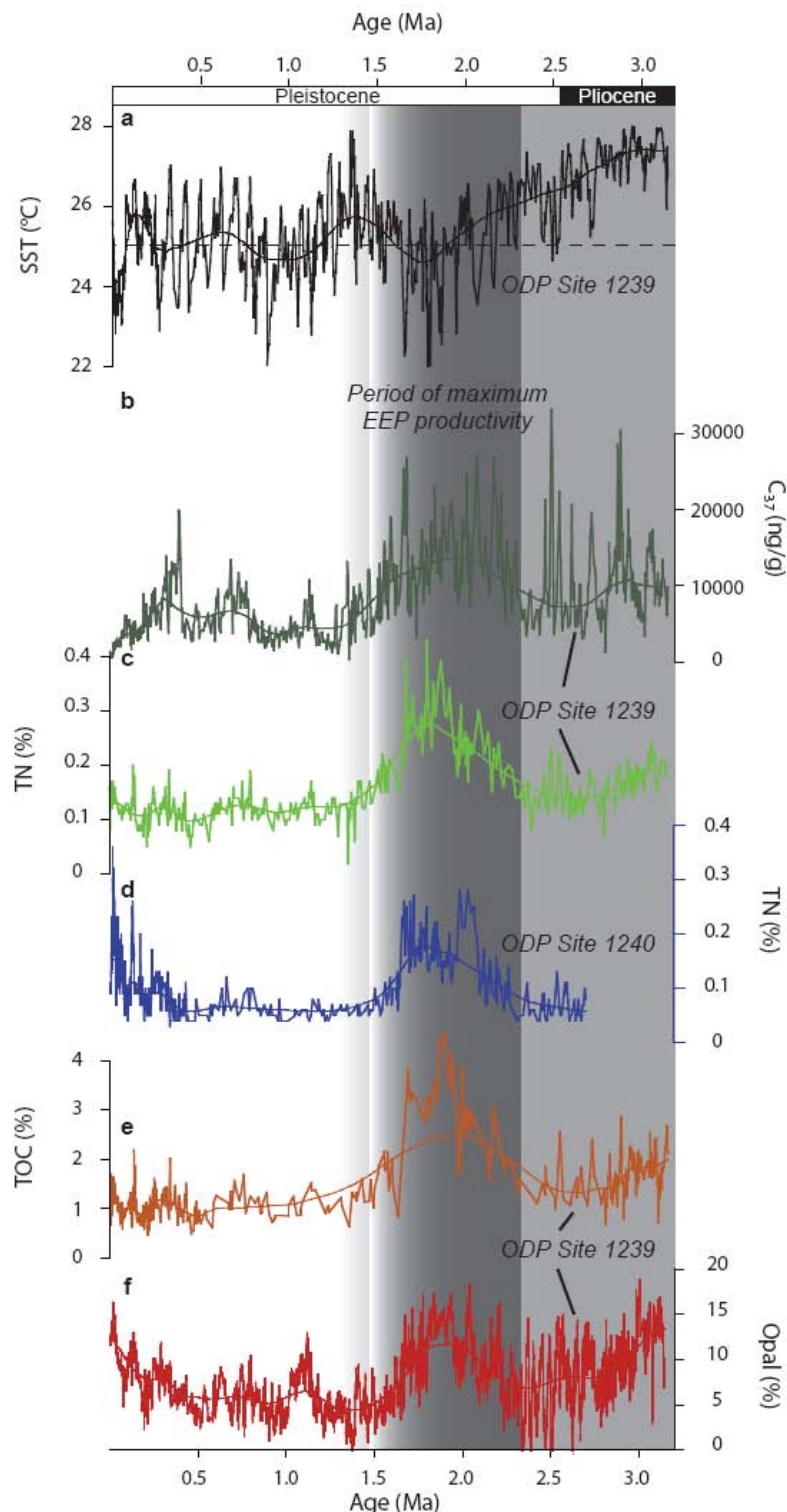 Age (Ma)
0.5 1.0 1.5 2.0 2.5 3.0
Pleistocene Pliocene
a
28
26
24
22
SST (°C)
ODP Site 1239
b
Period of maximum
EEP productivity
30000
20000
10000
0
C37 (ng/g)
c
0.4
0.3
0.2
0.1
0
TN (%)
ODP Site 1239
d
0.4
0.3
0.2
0.1
0
TN (%)
ODP Site 1240
e
4
3
2
1
0
TOC (%)
ODP Site 1239
f
20
15
10
5
0
Opal (%)
0.5 1.0 1.5 2.0 2.5 3.0
Age (Ma)